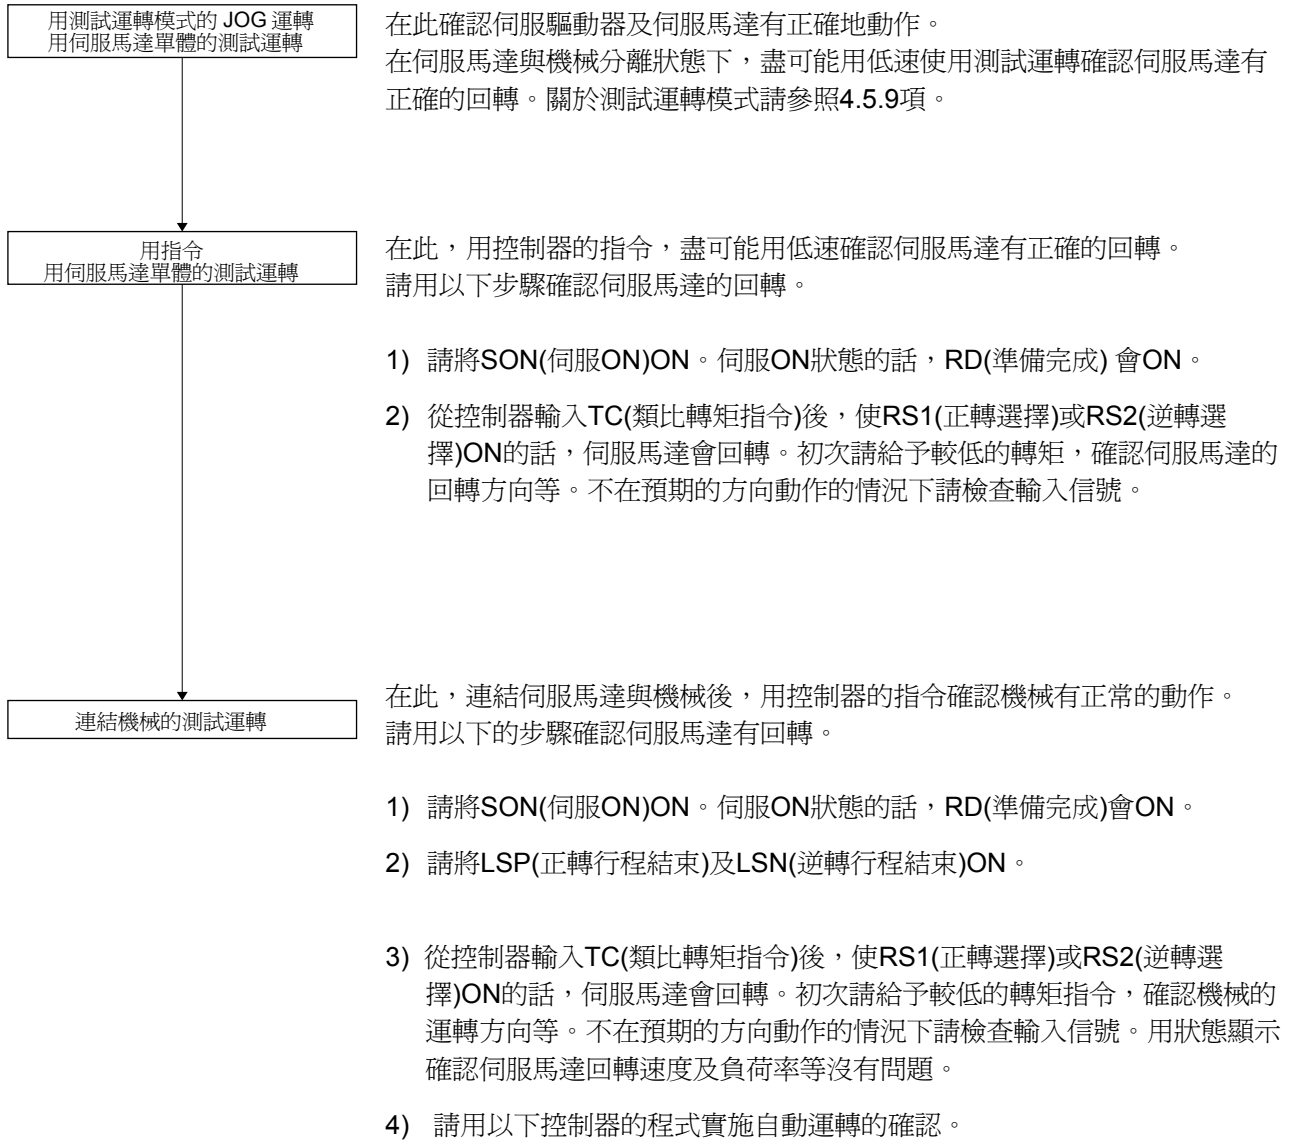 用測試運轉模式的 JOG 運轉
用伺服馬達單體的測試運轉
在此確認伺服驅動器及伺服馬達有正確地動作。
在伺服馬達與機械分離狀態下，盡可能用低速使用測試運轉確認伺服馬達有
正確的回轉。關於測試運轉模式請參照4.5.9項。
用指令
用伺服馬達單體的測試運轉
在此，用控制器的指令，盡可能用低速確認伺服馬達有正確的回轉。
請用以下步驟確認伺服馬達的回轉。
1) 請將SON(伺服ON)ON。伺服ON狀態的話，RD(準備完成) 會ON。
2) 從控制器輸入TC(類比轉矩指令)後，使RS1(正轉選擇)或RS2(逆轉選
擇)ON的話，伺服馬達會回轉。初次請給予較低的轉矩，確認伺服馬達的
回轉方向等。不在預期的方向動作的情況下請檢查輸入信號。
連結機械的測試運轉
在此，連結伺服馬達與機械後，用控制器的指令確認機械有正常的動作。
請用以下的步驟確認伺服馬達有回轉。
1) 請將SON(伺服ON)ON。伺服ON狀態的話，RD(準備完成)會ON。
2) 請將LSP(正轉行程結束)及LSN(逆轉行程結束)ON。
3) 從控制器輸入TC(類比轉矩指令)後，使RS1(正轉選擇)或RS2(逆轉選
擇)ON的話，伺服馬達會回轉。初次請給予較低的轉矩指令，確認機械的
運轉方向等。不在預期的方向動作的情況下請檢查輸入信號。用狀態顯示
確認伺服馬達回轉速度及負荷率等沒有問題。
4) 請用以下控制器的程式實施自動運轉的確認。